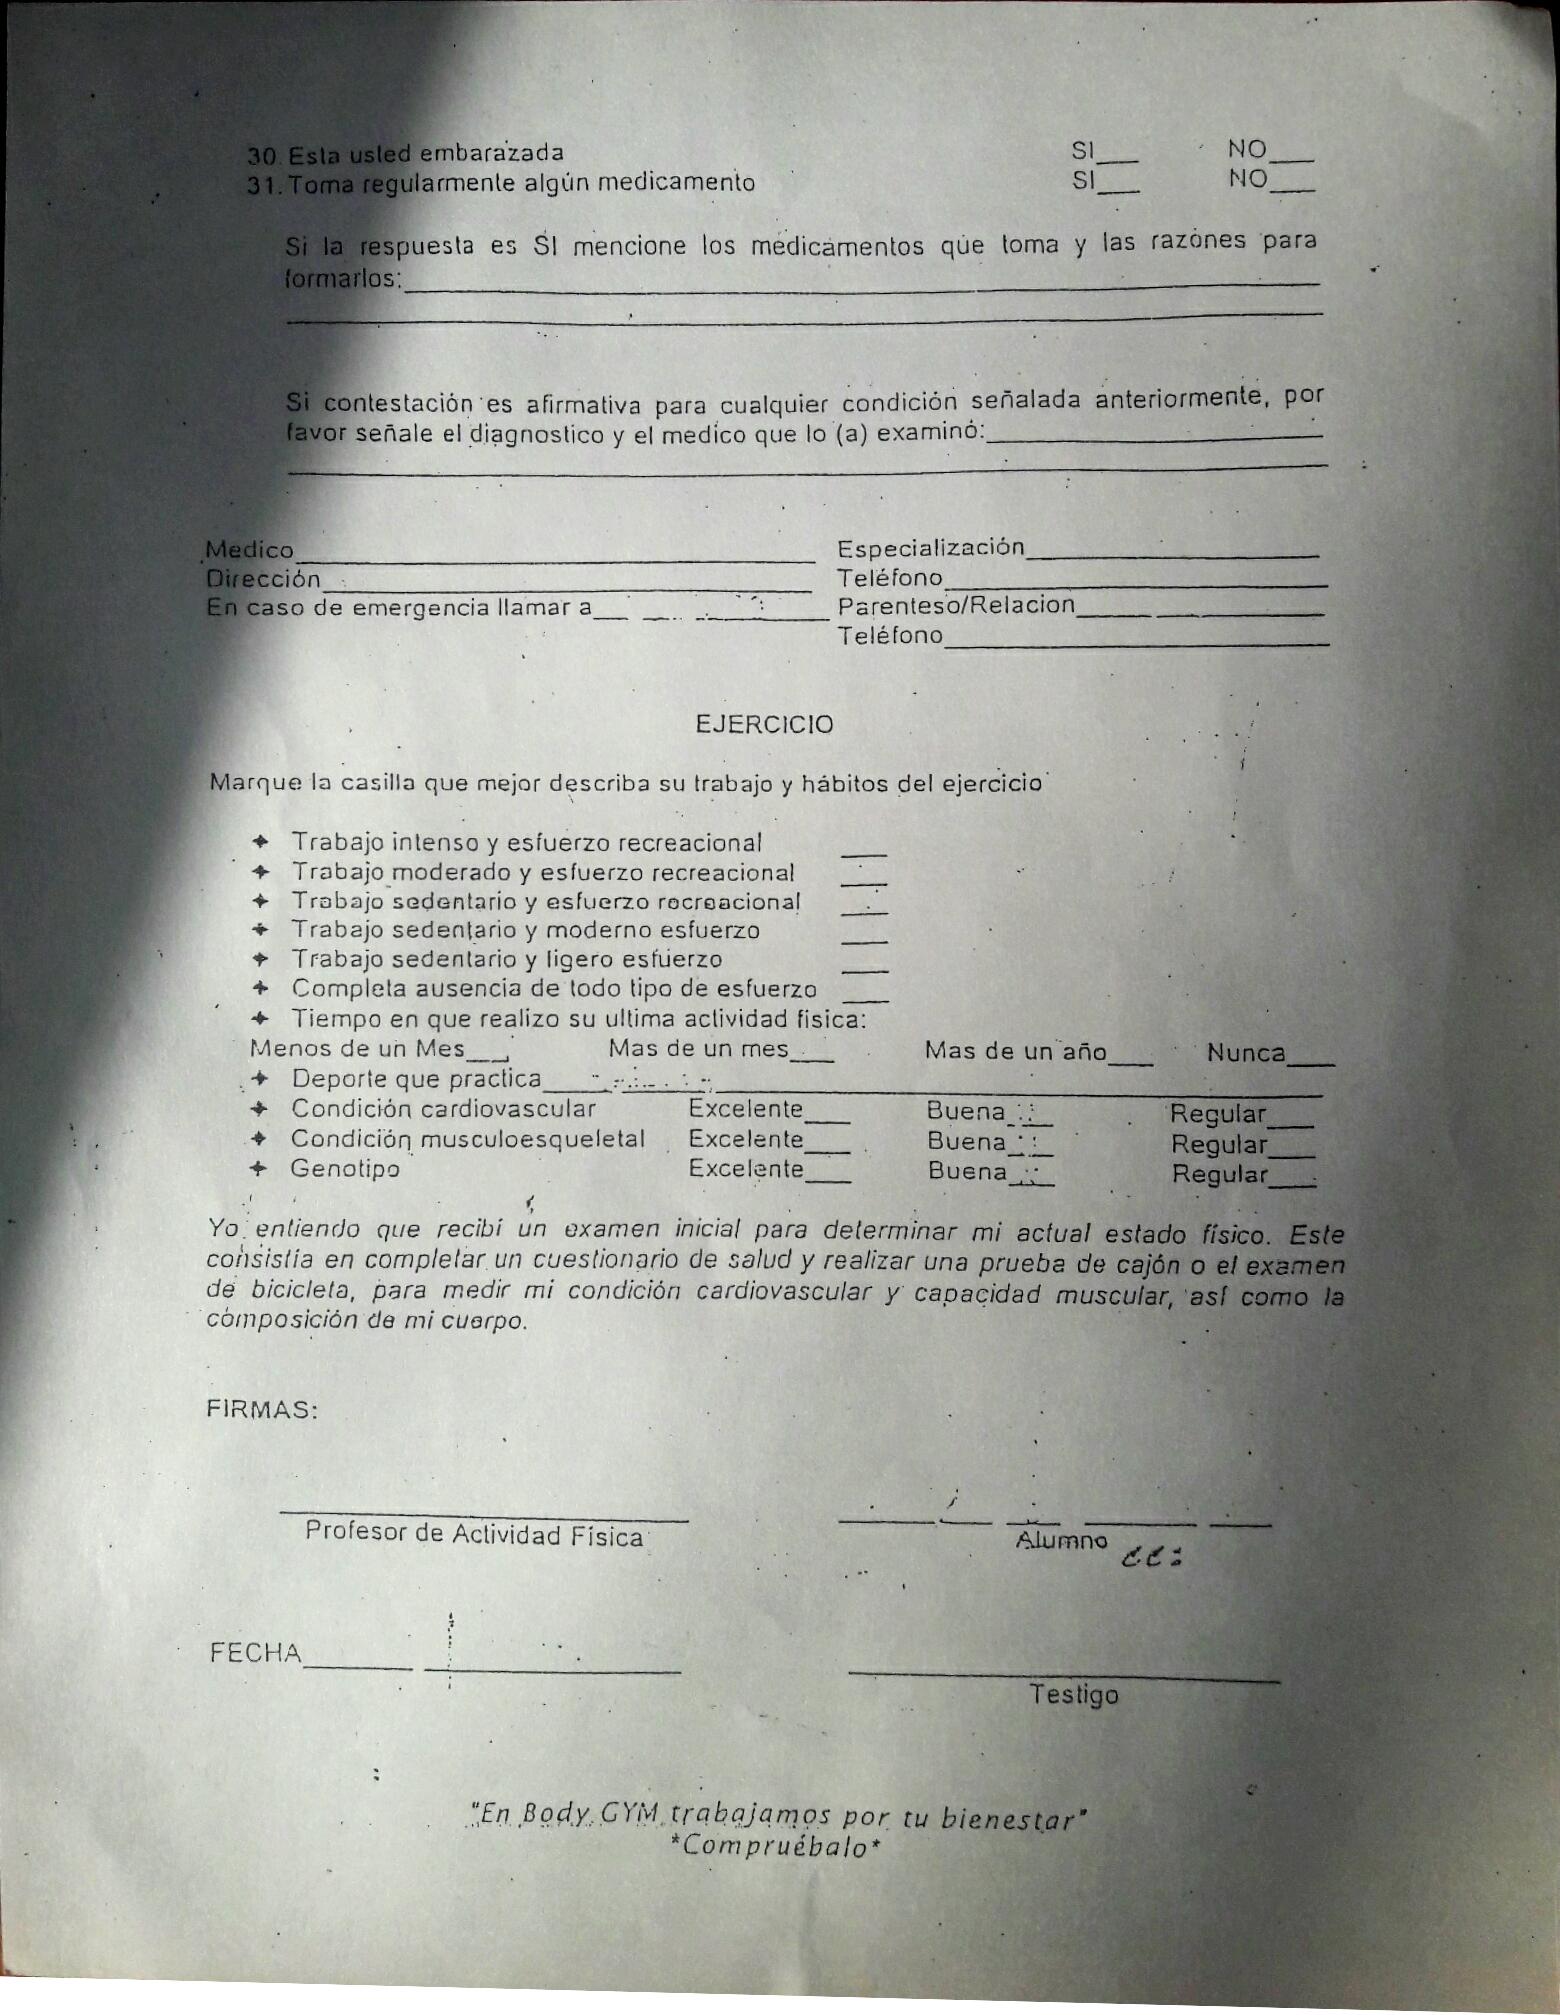 30. Esta usted embarazada SI___ NO___
31. Toma regularmente algún medicamento SI___ NO___
Si la respuesta es SI mencione los medicamentos que toma y las razones para
formarlos:
Si contestación es afirmativa para cualquier condición señalada anteriormente, por
favor señale el diagnostico y el medico que lo (a) examinó:
Medico___ Especialización___
Dirección___ Teléfono___
En caso de emergencia llamar a___ Parenteso/Relacion___
Teléfono___
EJERCICIO
Marque la casilla que mejor describa su trabajo y hábitos del ejercicio
Trabajo intenso y esfuerzo recreacional ___
Trabajo moderado y esfuerzo recreacional ___
Trabajo sedentario y esfuerzo recreacional ___
Trabajo sedentario y moderno esfuerzo ___
Trabajo sedentario y ligero esfuerzo ___
Completa ausencia de todo tipo de esfuerzo ___
Tiempo en que realizo su ultima actividad fisica:
Menos de un Mes___ Mas de un mes___ Mas de un año___ Nunca___
Deporte que practica___
Condición cardiovascular Excelente___ Buena___ Regular___
Condición musculoesqueletal Excelente___ Buena___ Regular___
Genotipo Excelente___ Buena___ Regular___
Yo entiendo que recibí un examen inicial para determinar mi actual estado físico. Este
consistía en completar un cuestionario de salud y realizar una prueba de cajón o el examen
de bicicleta, para medir mi condición cardiovascular y capacidad muscular, así como la
composición de mi cuerpo.
FIRMAS:
Profesor de Actividad Física Alumno
FECHA___
Testigo
"En Body GYM trabajamos por tu bienestar"
*Compruébalo*